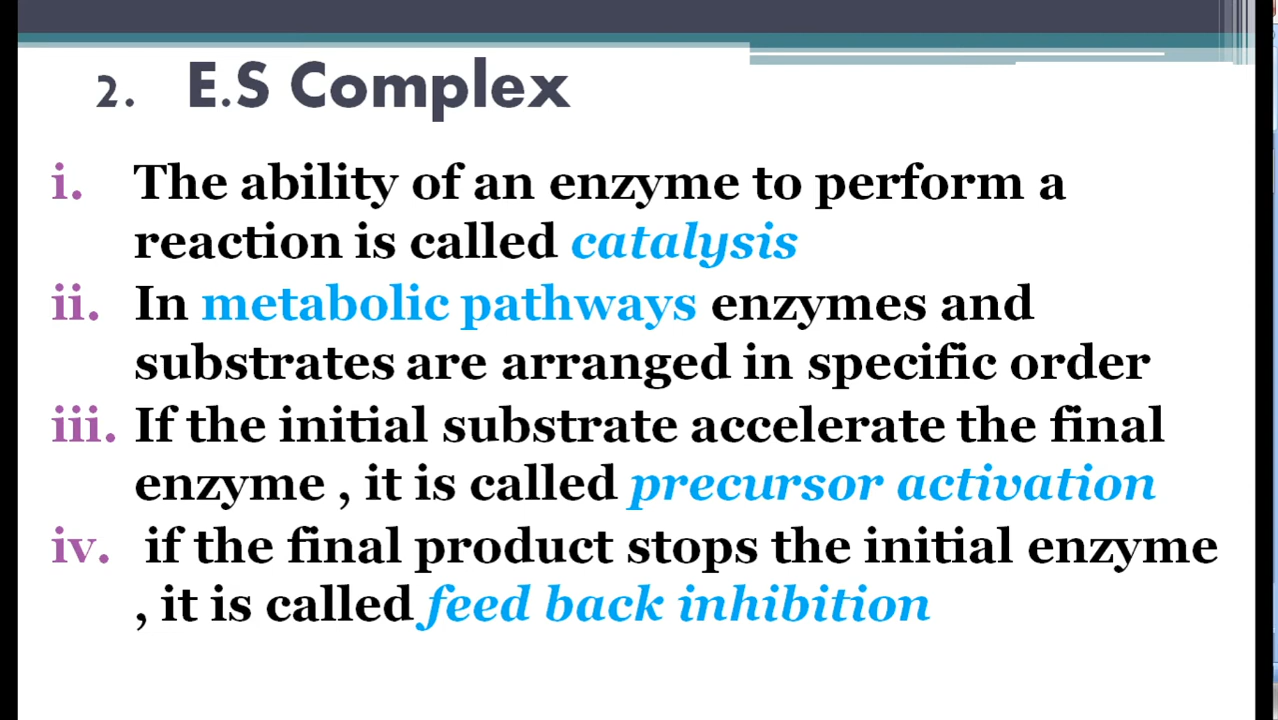 2. E.S Complex
i. The ability of an enzyme to perform a
reaction is called catalysis
ii. In metabolic pathways enzymes and
substrates are arranged in specific order
iii. If the initial substrate accelerate the final
enzyme , it is called precursor activation
iv. if the final product stops the initial enzyme
, it is called feed back inhibition